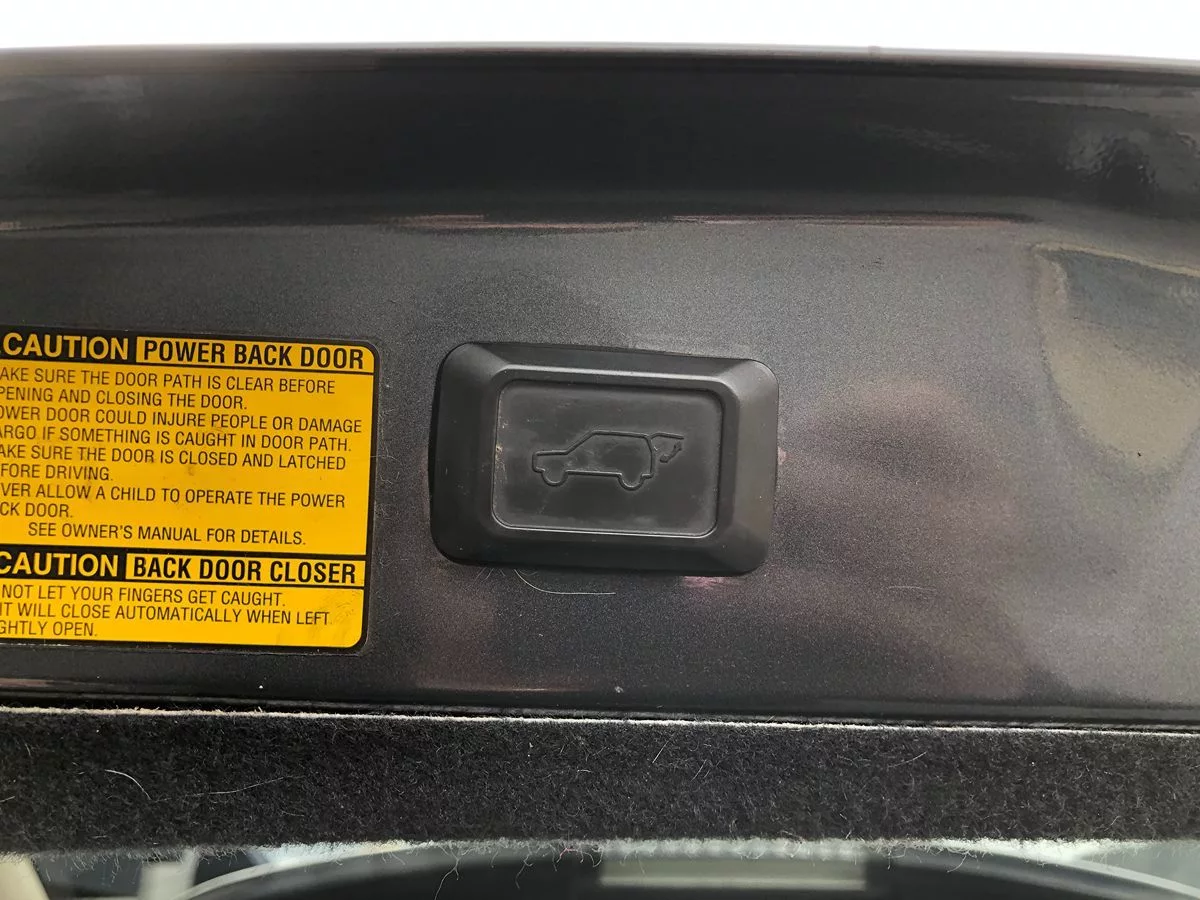 CAUTION POWER BACK DOOR
AKE SURE THE DOOR PATH IS CLEAR BEFORE
PENING AND CLOSING THE DOOR.
OWER DOOR COULD INJURE PEOPLE OR DAMAGE
ARGO IF SOMETHING IS CAUGHT IN DOOR PATH.
AKE SURE THE DOOR IS CLOSED AND LATCHED
EFORE DRIVING.
VER ALLOW A CHILD TO OPERATE THE POWER
CK DOOR.
SEE OWNER'S MANUAL FOR DETAILS.
CAUTION BACK DOOR CLOSER
NOT LET YOUR FINGERS GET CAUGHT.
IT WILL CLOSE AUTOMATICALLY WHEN LEFT
GHTLY OPEN.